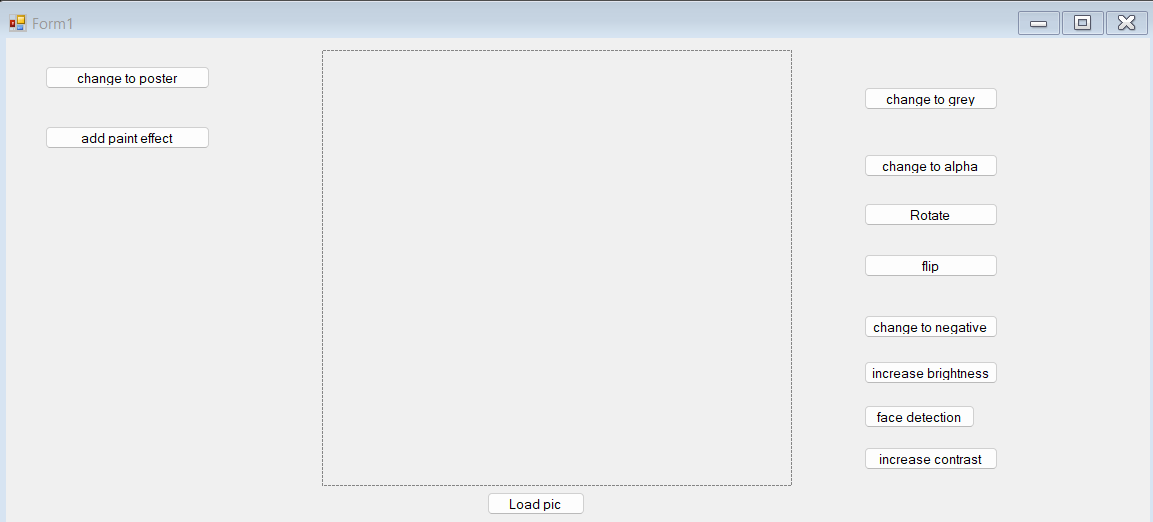 Form1
change to poster
add paint effect
change to grey
change to alpha
Rotate
flip
change to negative
increase brightness
face detection
increase contrast
Load pic